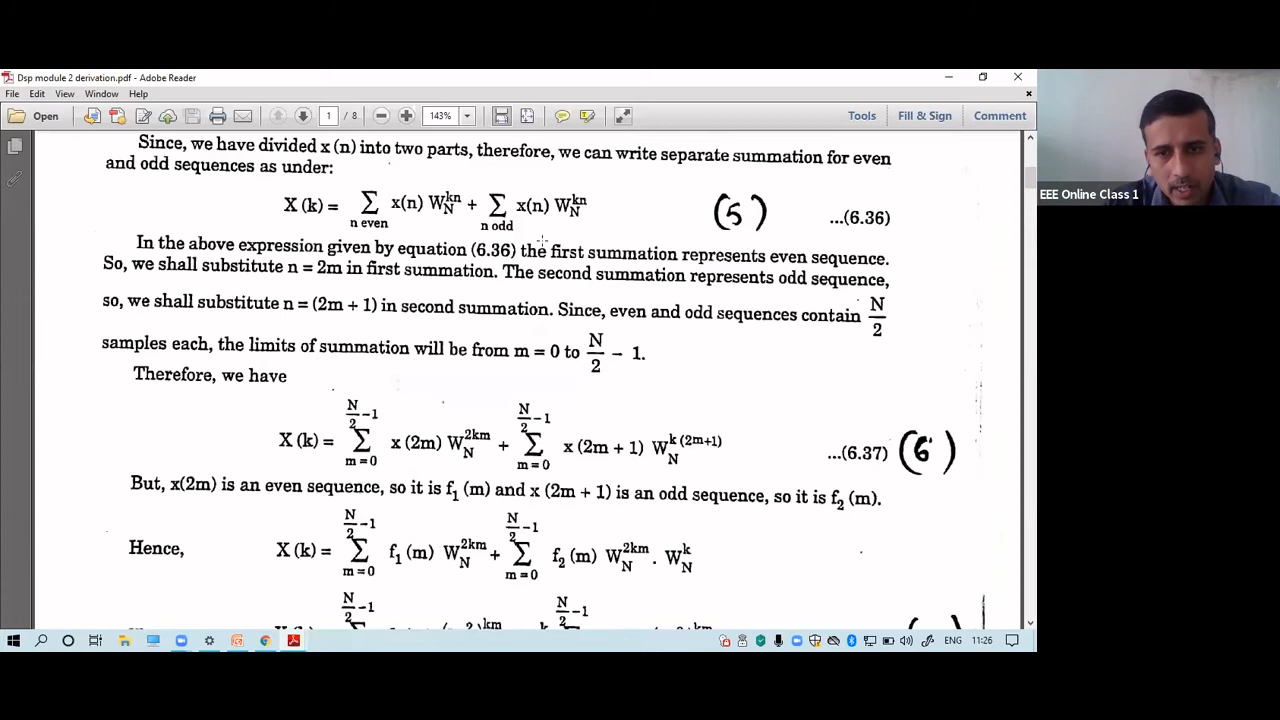 Dsp module 2 derivation.pdf - Adobe Reader
File Edit View Window Help
Open 1 / 8 143% Tools Fill & Sign Comment
Since, we have divided x (n) into two parts, therefore, we can write separate summation for even
and odd sequences as under:
X (k) = ∑ n even x(n) W_N^{kn} + ∑ n odd x(n) W_N^{kn} (5) ...(6.36)
In the above expression given by equation (6.36) the first summation represents even sequence.
So, we shall substitute n = 2m in first summation. The second summation represents odd sequence,
so, we shall substitute n = (2m + 1) in second summation. Since, even and odd sequences contain N/2
samples each, the limits of summation will be from m = 0 to N/2 – 1.
Therefore, we have
X (k) = ∑_{m=0}^{N/2–1} x (2m) W_N^{2km} + ∑_{m=0}^{N/2–1} x (2m + 1) W_N^{k (2m+1)} ...(6.37) (6)
But, x(2m) is an even sequence, so it is f₁ (m) and x (2m + 1) is an odd sequence, so it is f₂ (m).
Hence, X (k) = ∑_{m=0}^{N/2–1} f₁ (m) W_N^{2km} + ∑_{m=0}^{N/2–1} f₂ (m) W_N^{2km} . W_N^k
N/2–1 N/2–1
EEE Online Class 1
ENG 11:26